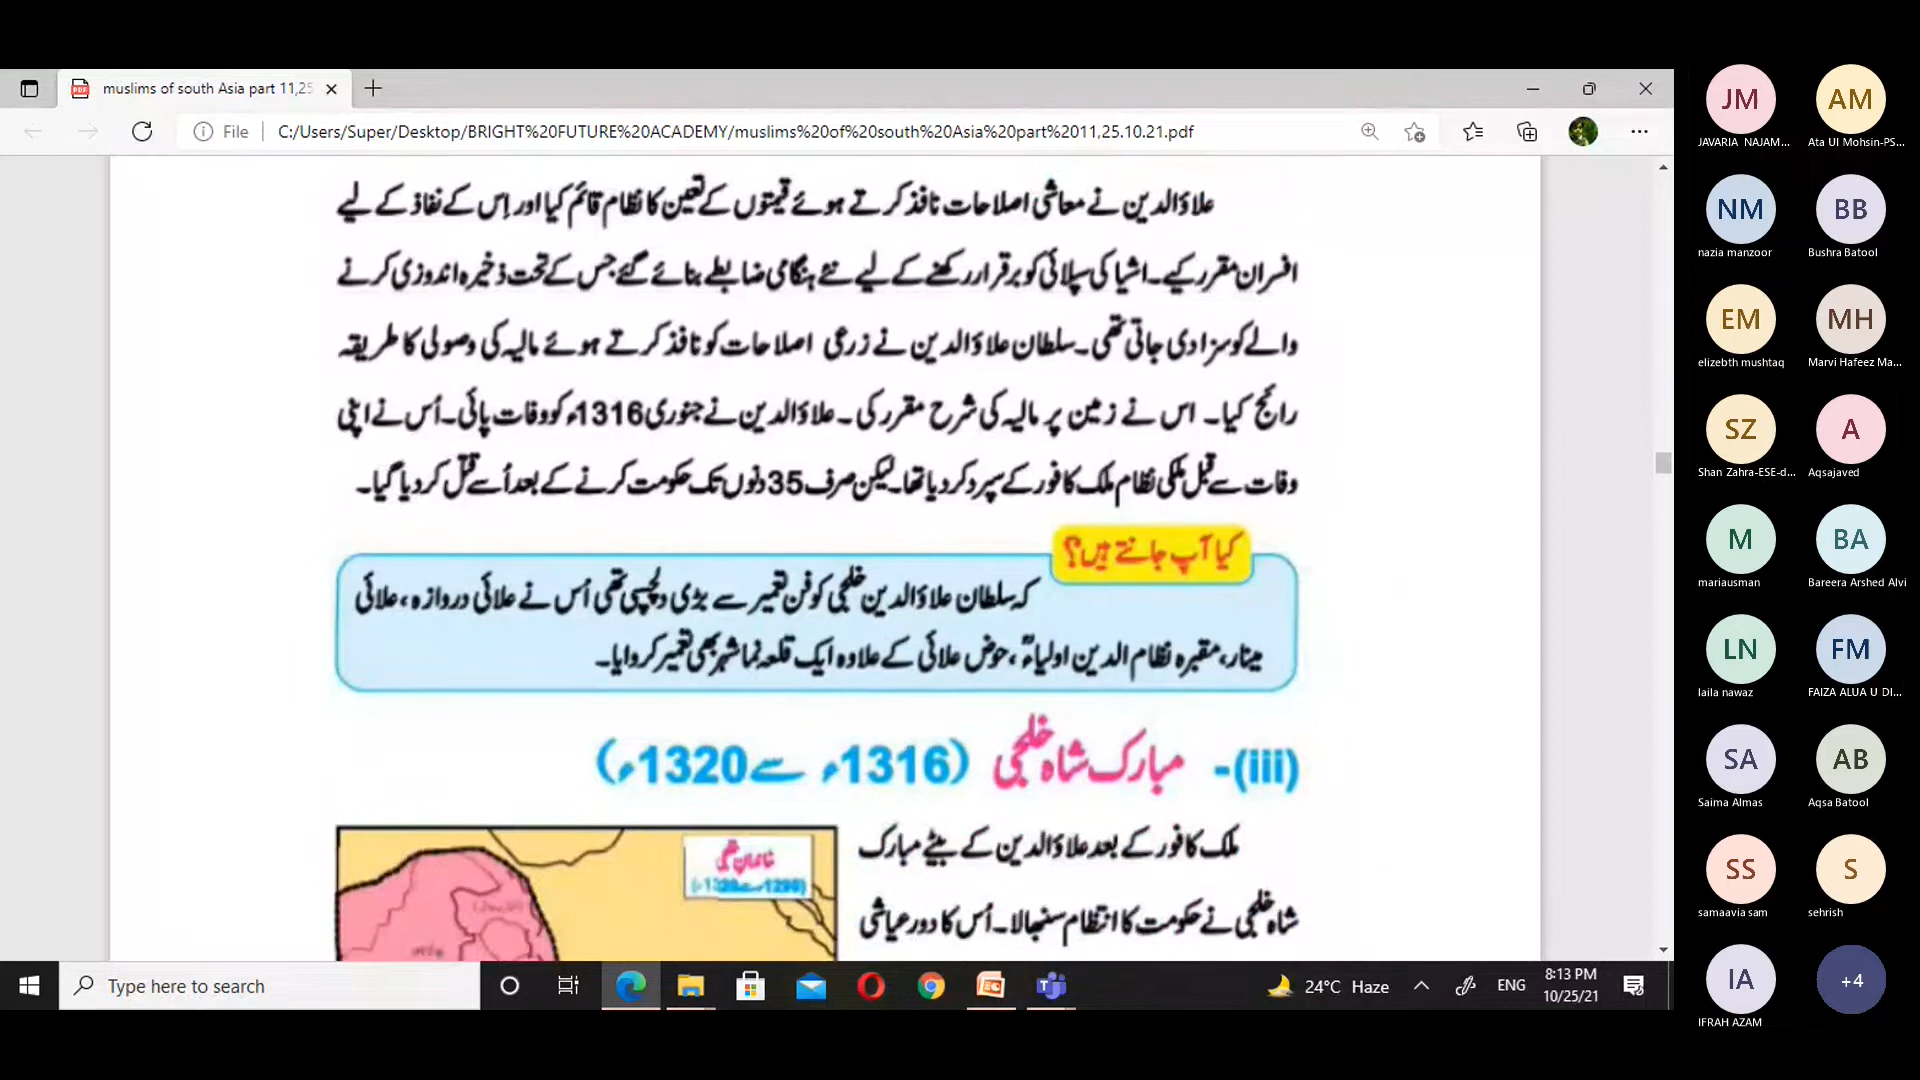 muslims of south Asia part 11,25
File
C:/Users/Super/Desktop/BRIGHT%20FUTURE%20ACADEMY/muslims%20of%20south%20Asia%20part%2011,25.10.21.pdf
علاؤالدین نے معاشی اصلاحات نافذ کرتے ہوئے قیمتوں کے تعین کا نظام قائم کیا اور اِس کے نفاذ کے لیے
افسران مقرر کیے۔ اشیا کی سپلائی کو برقرار رکھنے کے لیے نئے ہنگامی ضابطے بنائے گئے جس کے تحت ذخیرہ اندوزی کرنے
والے کو سزا دی جاتی تھی۔ سلطان علاؤالدین نے زرعی اصلاحات کو نافذ کرتے ہوئے مالیہ کی وصولی کا طریقہ
رائج کیا۔ اس نے زمین پر مالیہ کی شرح مقرر کی۔ علاؤالدین نے جنوری 1316ء کو وفات پائی۔ اُس نے اپنی
وفات سے قبل ملکی نظام ملک کافور کے سپرد کر دیا تھا۔ لیکن صرف 35 دنوں تک حکومت کرنے کے بعد اُسے قتل کر دیا گیا۔
کیا آپ جانتے ہیں؟
کہ سلطان علاؤالدین خلجی کو فن تعمیر سے بڑی دلچسپی تھی اُس نے علائی دروازہ، علائی
مینار، مقبرہ نظام الدین اولیاءؒ، حوض علائی کے علاوہ ایک قلعہ نما شہر بھی تعمیر کروایا۔
(iii)- مبارک شاہ خلجی (1316ء سے 1320ء)
ملک کافور کے بعد علاؤالدین کے بیٹے مبارک
شاہ خلجی نے حکومت کا انتظام سنبھالا۔ اُس کا دور عیاشی
خاندانِ خلجی
Type here to search
24°C Haze
ENG
8:13 PM
10/25/21
JM
JAVARIA NAJAM...
AM
Ata Ul Mohsin-PS...
NM
nazia manzoor
BB
Bushra Batool
EM
elizebth mushtaq
MH
Marvi Hafeez Ma...
SZ
Shan Zahra-ESE-d...
A
Aqsajaved
M
mariausman
BA
Bareera Arshed Alvi
LN
laila nawaz
FM
FAIZA ALUA U DI...
SA
Saima Almas
AB
Aqsa Batool
SS
samaavia sam
S
sehrish
IA
IFRAH AZAM
+4